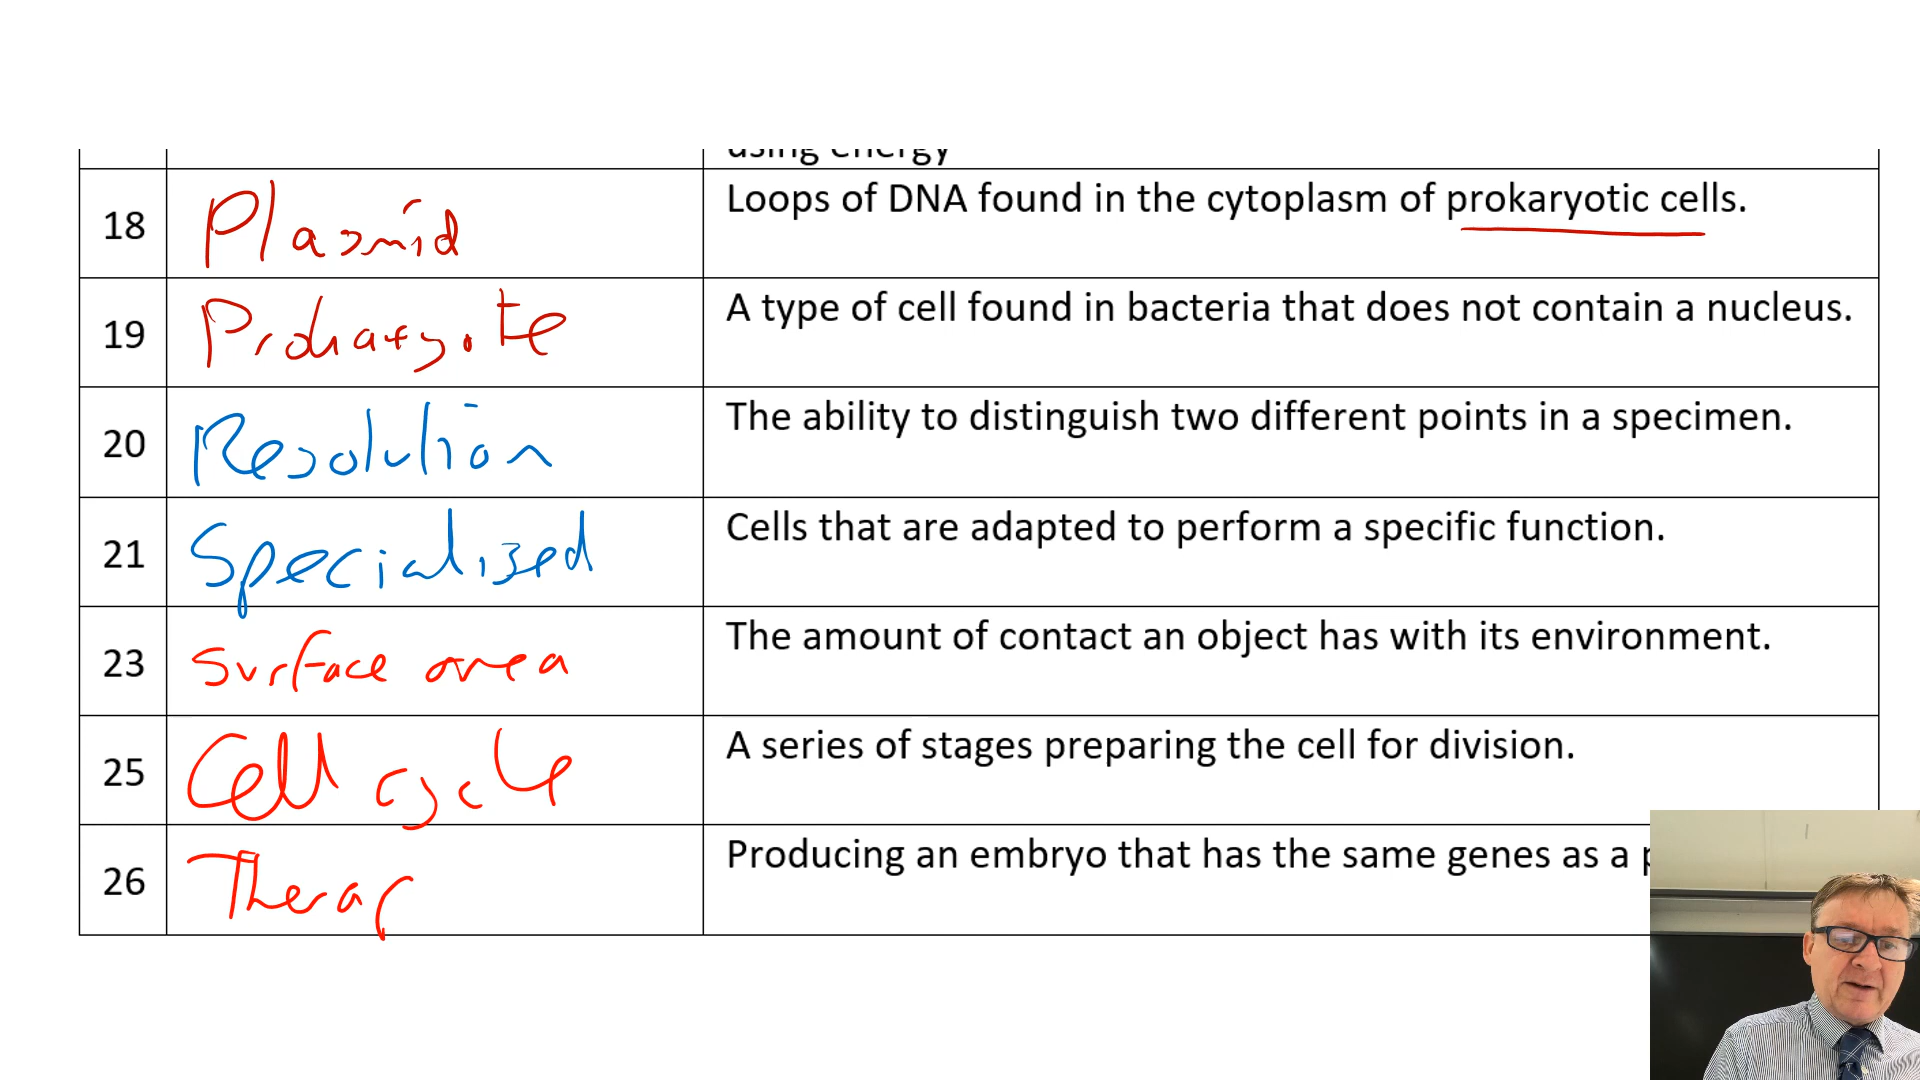 using energy
18 Plasmid Loops of DNA found in the cytoplasm of prokaryotic cells.
19 Prokaryote A type of cell found in bacteria that does not contain a nucleus.
20 Resolution The ability to distinguish two different points in a specimen.
21 Specialised Cells that are adapted to perform a specific function.
23 Surface area The amount of contact an object has with its environment.
25 Cell cycle A series of stages preparing the cell for division.
26 Therap Producing an embryo that has the same genes as a